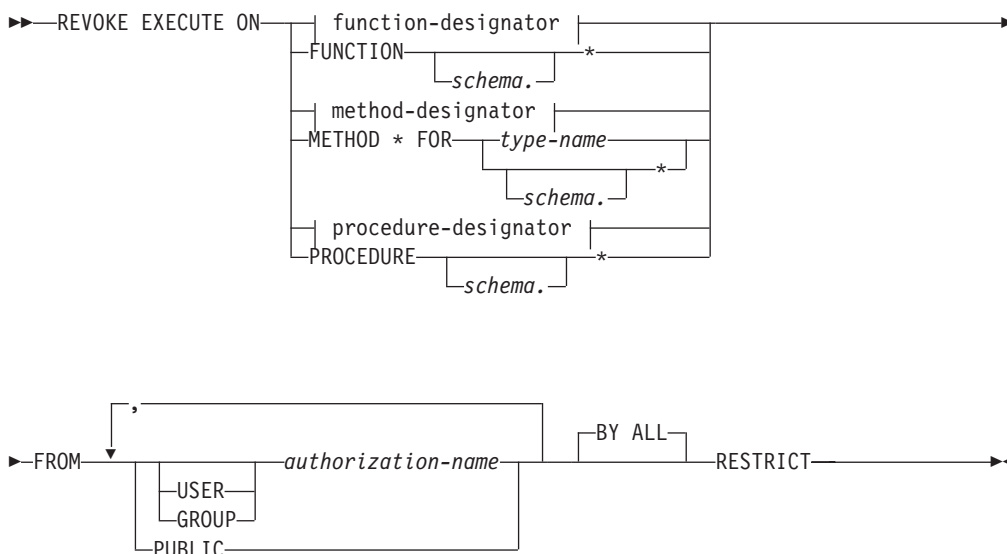 REVOKE EXECUTE ON function-designator
FUNCTION *
schema.
method-designator
METHOD * FOR type-name
*
schema.
procedure-designator
PROCEDURE *
schema.
,
BY ALL
FROM authorization-name RESTRICT
USER
GROUP
PUBLIC